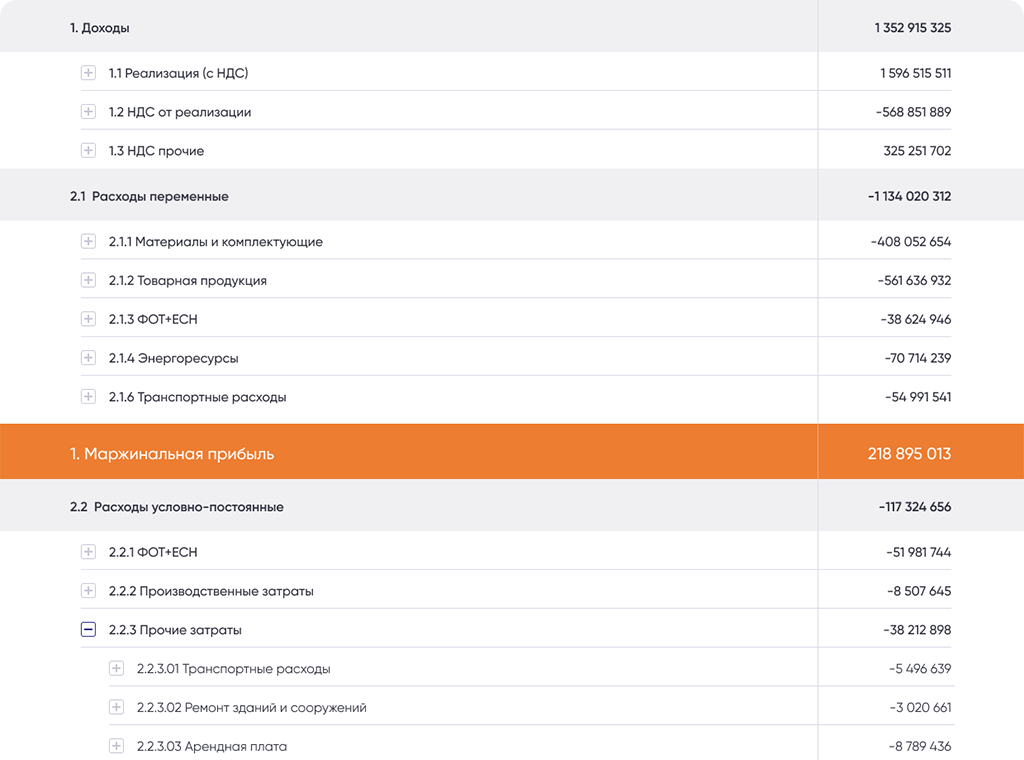 1. Доходы 1 352 915 325
1.1 Реализация (с НДС) 1 596 515 511
1.2 НДС от реализации -568 851 889
1.3 НДС прочие 325 251 702
2.1 Расходы переменные -1 134 020 312
2.1.1 Материалы и комплектующие -408 052 654
2.1.2 Товарная продукция -561 636 932
2.1.3 ФОТ+ЕСН -38 624 946
2.1.4 Энергоресурсы -70 714 239
2.1.6 Транспортные расходы -54 991 541
1. Маржинальная прибыль 218 895 013
2.2 Расходы условно-постоянные -117 324 656
2.2.1 ФОТ+ЕСН -51 981 744
2.2.2 Производственные затраты -8 507 645
2.2.3 Прочие затраты -38 212 898
2.2.3.01 Транспортные расходы -5 496 639
2.2.3.02 Ремонт зданий и сооружений -3 020 661
2.2.3.03 Арендная плата -8 789 436